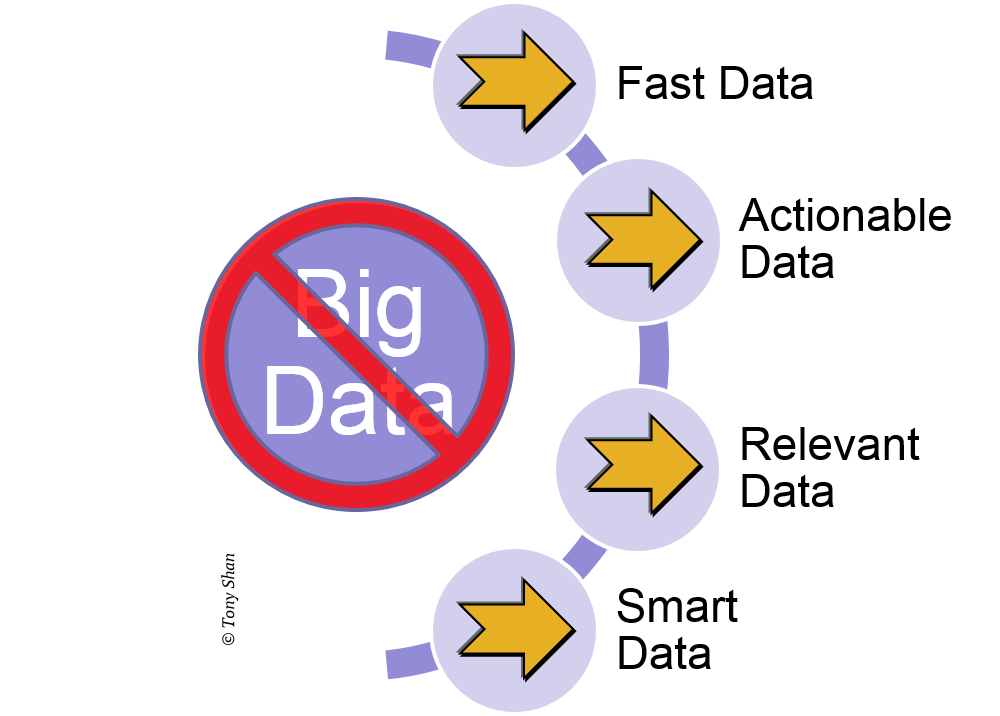 Fast Data
Actionable
Data
Big
Data
Relevant
Data
Smart
Data
© Tony Shan